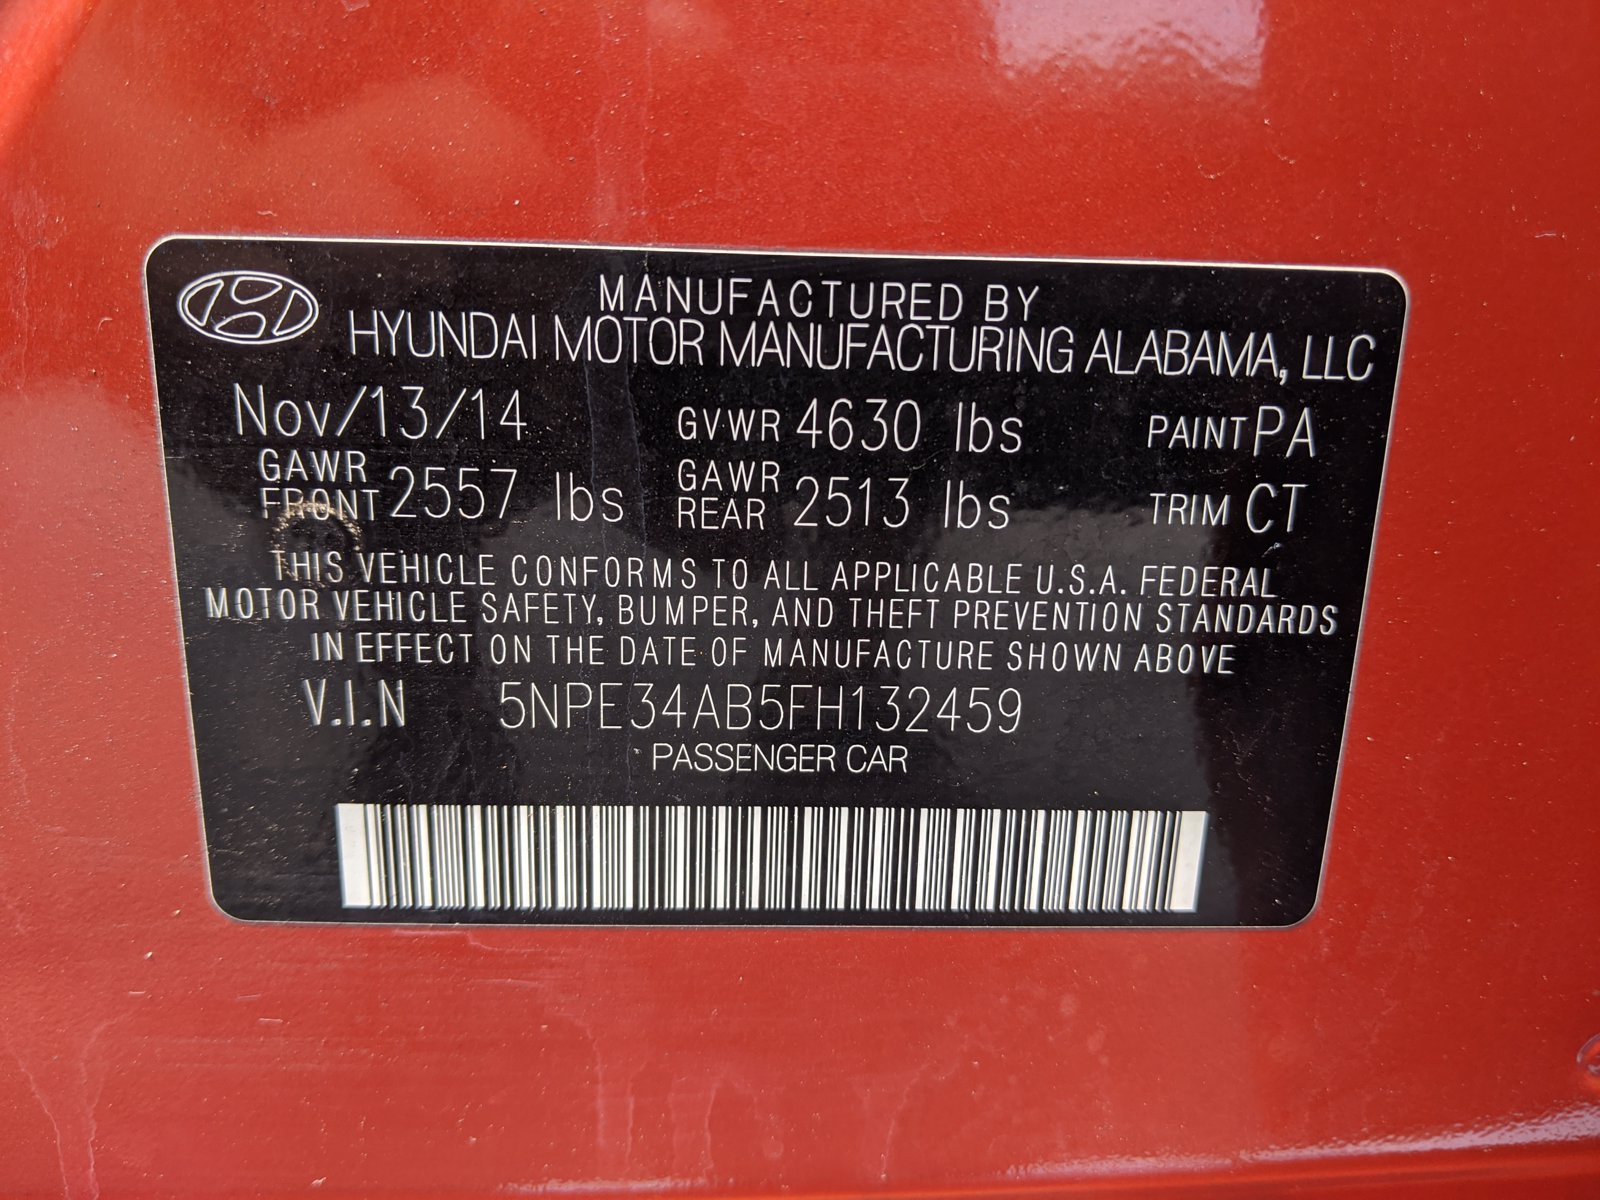 MANUFACTURED BY
HYUNDAI MOTOR MANUFACTURING ALABAMA, LLC
Nov/13/14 GVWR 4630 lbs PAINT PA
GAWR FRONT 2557 lbs GAWR REAR 2513 lbs TRIM CT
THIS VEHICLE CONFORMS TO ALL APPLICABLE U.S.A. FEDERAL
MOTOR VEHICLE SAFETY, BUMPER, AND THEFT PREVENTION STANDARDS
IN EFFECT ON THE DATE OF MANUFACTURE SHOWN ABOVE
V.I.N 5NPE34AB5FH132459
PASSENGER CAR